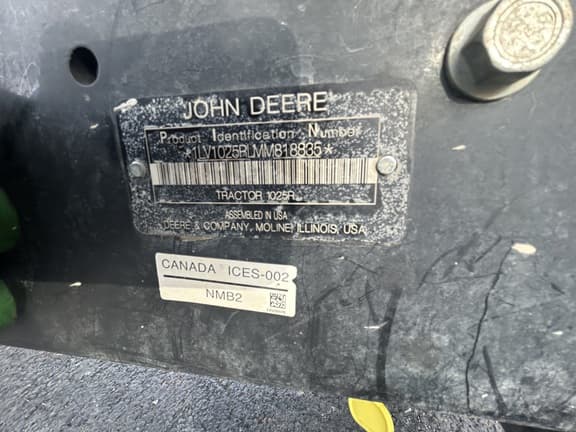 JOHN DEERE
Product Identification Number
*1LV1025RLMM818835*
TRACTOR 1025R
ASSEMBLED IN USA
DEERE & COMPANY, MOLINE, ILLINOIS, USA
CANADA ICES-002
NMB2